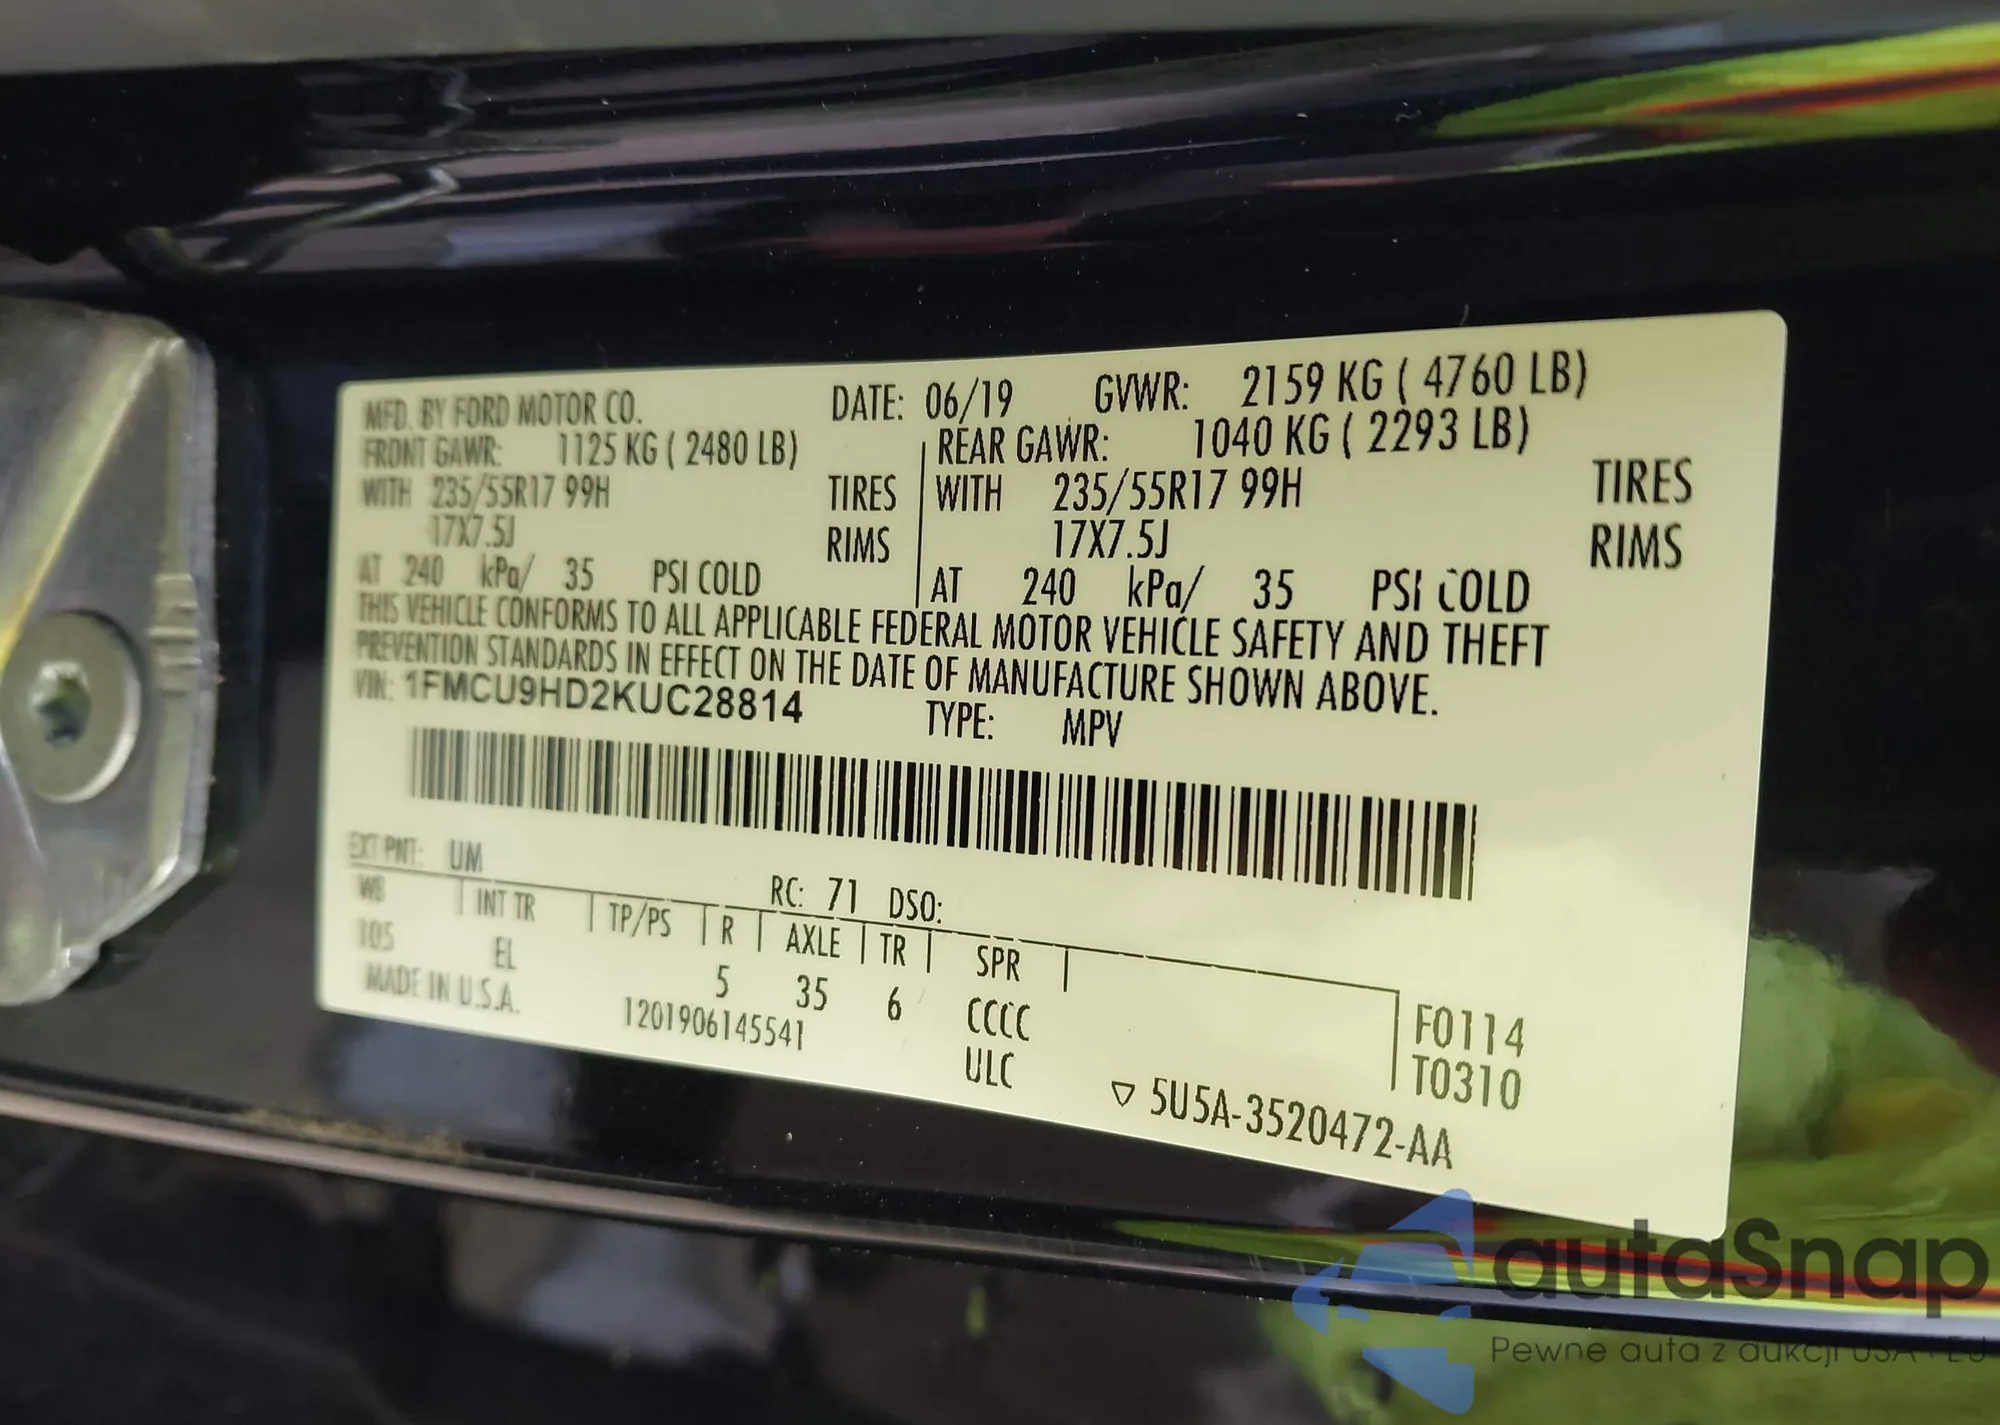 MFD. BY FORD MOTOR CO. DATE: 06/19 GVWR: 2159 KG ( 4760 LB)
FRONT GAWR: 1125 KG ( 2480 LB) REAR GAWR: 1040 KG ( 2293 LB)
WITH 235/55R17 99H TIRES WITH 235/55R17 99H TIRES
17X7.5J RIMS 17X7.5J RIMS
AT 240 kPa/ 35 PSI COLD AT 240 kPa/ 35 PSI COLD
THIS VEHICLE CONFORMS TO ALL APPLICABLE FEDERAL MOTOR VEHICLE SAFETY AND THEFT
PREVENTION STANDARDS IN EFFECT ON THE DATE OF MANUFACTURE SHOWN ABOVE.
VIN: 1FMCU9HD2KUC28814 TYPE: MPV
EXT PNT: UM RC: 71 DSO:
WB INT TR TP/PS R AXLE TR SPR
105 EL 5 35 6 CCCC F0114
MADE IN U.S.A. 1201906145541 ULC T0310
▽ 5U5A-3520472-AA
autaSnap
Pewne auta z aukcji USA i EU